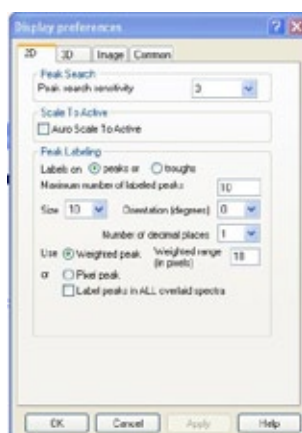 Display preferences
2D 3D Image Common
Peak Search
Peak search sensitivity 3
Scale To Active
Auto Scale To Active
Peak Labeling
Labels on peaks or troughs
Maximum number of labeled peaks 10
Size 10 Orientation (degrees) 0
Number of decimal places 1
Use Weighted peak Weighted range (in pixels) 18
or Pixel peak
Label peaks in ALL overlaid spectra
OK Cancel Apply Help